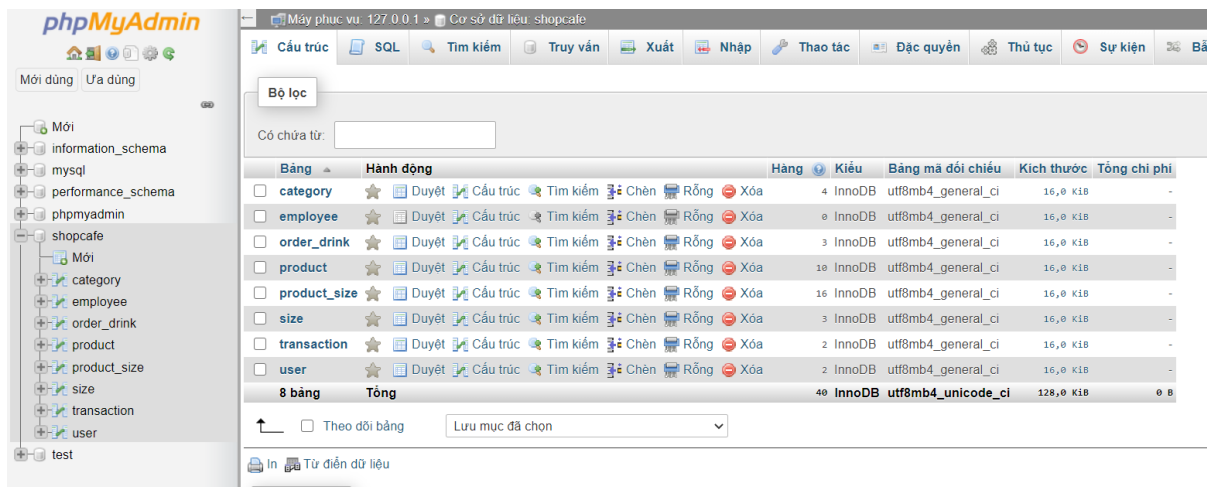 phpMyAdmin
Mới dùng Ưa dùng
Mới
information_schema
mysql
performance_schema
phpmyadmin
shopcafe
Mới
category
employee
order_drink
product
product_size
size
transaction
user
test
Máy phục vụ: 127.0.0.1 » Cơ sở dữ liệu: shopcafe
Cấu trúc SQL Tìm kiếm Truy vấn Xuất Nhập Thao tác Đặc quyền Thủ tục Sự kiện
Bộ lọc
Có chứa từ:
Bảng Hành động Hàng Kiểu Bảng mã đối chiếu Kích thước Tổng chi phí
category Duyệt Cấu trúc Tìm kiếm Chèn Rỗng Xóa 4 InnoDB utf8mb4_general_ci 16,0 KiB -
employee Duyệt Cấu trúc Tìm kiếm Chèn Rỗng Xóa 0 InnoDB utf8mb4_general_ci 16,0 KiB -
order_drink Duyệt Cấu trúc Tìm kiếm Chèn Rỗng Xóa 3 InnoDB utf8mb4_general_ci 16,0 KiB -
product Duyệt Cấu trúc Tìm kiếm Chèn Rỗng Xóa 10 InnoDB utf8mb4_general_ci 16,0 KiB -
product_size Duyệt Cấu trúc Tìm kiếm Chèn Rỗng Xóa 16 InnoDB utf8mb4_general_ci 16,0 KiB -
size Duyệt Cấu trúc Tìm kiếm Chèn Rỗng Xóa 3 InnoDB utf8mb4_general_ci 16,0 KiB -
transaction Duyệt Cấu trúc Tìm kiếm Chèn Rỗng Xóa 2 InnoDB utf8mb4_general_ci 16,0 KiB -
user Duyệt Cấu trúc Tìm kiếm Chèn Rỗng Xóa 2 InnoDB utf8mb4_general_ci 16,0 KiB -
8 bảng Tổng 40 InnoDB utf8mb4_unicode_ci 128,0 KiB 0 B
Theo dõi bảng Lưu mục đã chọn
In Từ điển dữ liệu